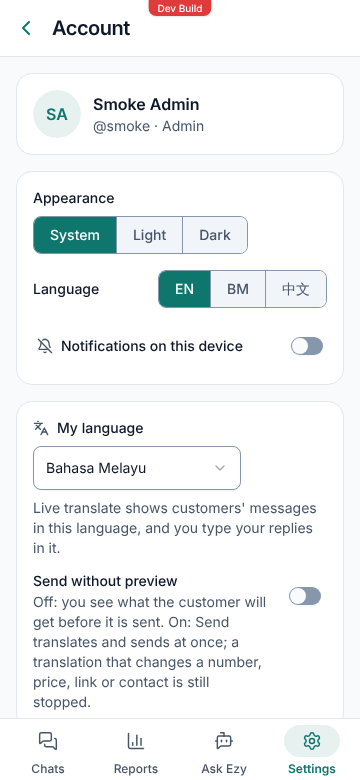 Dev Build
Account
SA
Smoke Admin
@smoke · Admin
Appearance
System Light Dark
Language EN BM 中文
Notifications on this device
My language
Bahasa Melayu
Live translate shows customers' messages
in this language, and you type your replies
in it.
Send without preview
Off: you see what the customer will
get before it is sent. On: Send
translates and sends at once; a
translation that changes a number,
price, link or contact is still
stopped.
Chats Reports Ask Ezy Settings